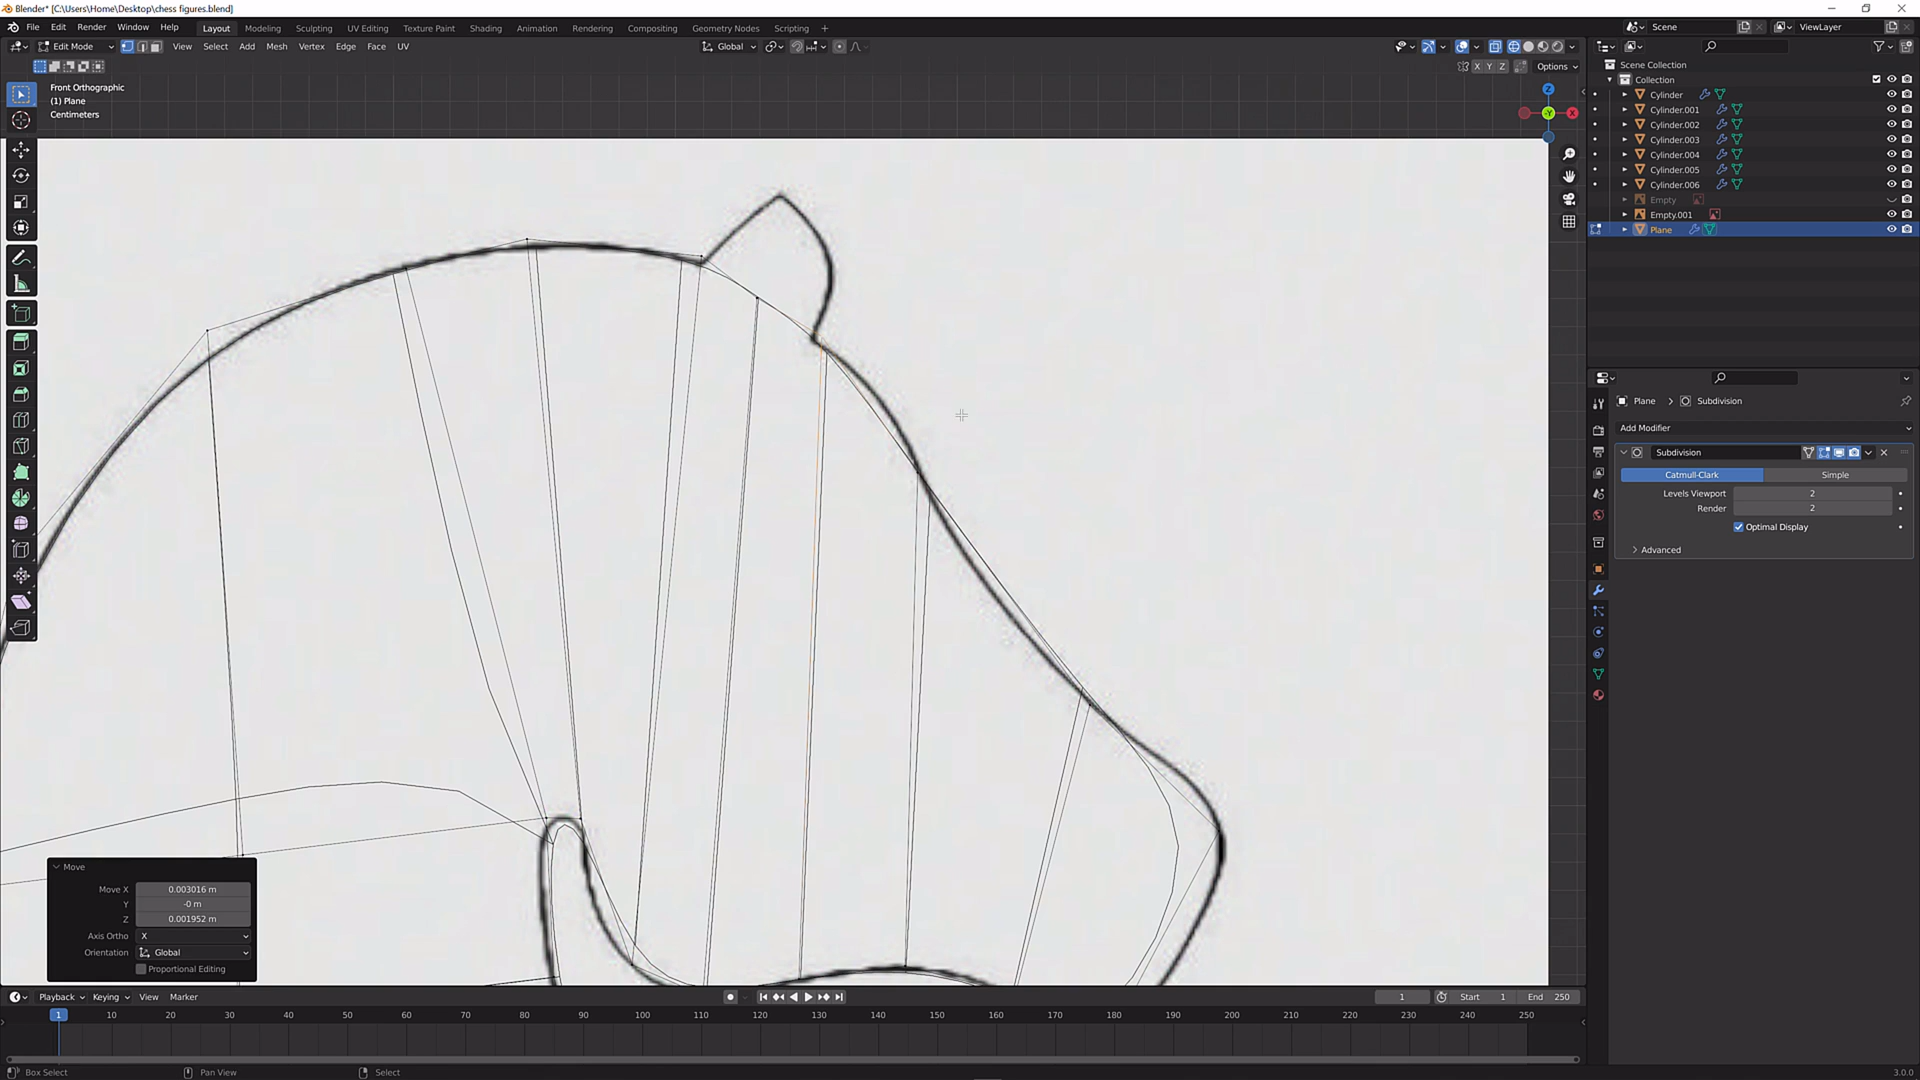 Blender* [C:\Users\Home\Desktop\chess figures.blend]
File Edit Render Window Help Layout Modeling Sculpting UV Editing Texture Paint Shading Animation Rendering Compositing Geometry Nodes Scripting + Scene ViewLayer
Edit Mode View Select Add Mesh Vertex Edge Face UV Global
X Y Z Options
Front Orthographic
(1) Plane
Centimeters
Z
Y
X
Scene Collection
Collection
Cylinder
Cylinder.001
Cylinder.002
Cylinder.003
Cylinder.004
Cylinder.005
Cylinder.006
Empty
Empty.001
Plane
Plane > Subdivision
Add Modifier
Subdivision
Catmull-Clark Simple
Levels Viewport 2
Render 2
Optimal Display
Advanced
Move
Move X 0.003016 m
Y -0 m
Z 0.001952 m
Axis Ortho X
Orientation Global
Proportional Editing
Playback Keying View Marker 1 Start 1 End 250
1 10 20 30 40 50 60 70 80 90 100 110 120 130 140 150 160 170 180 190 200 210 220 230 240 250
Box Select Pan View Select 3.0.0